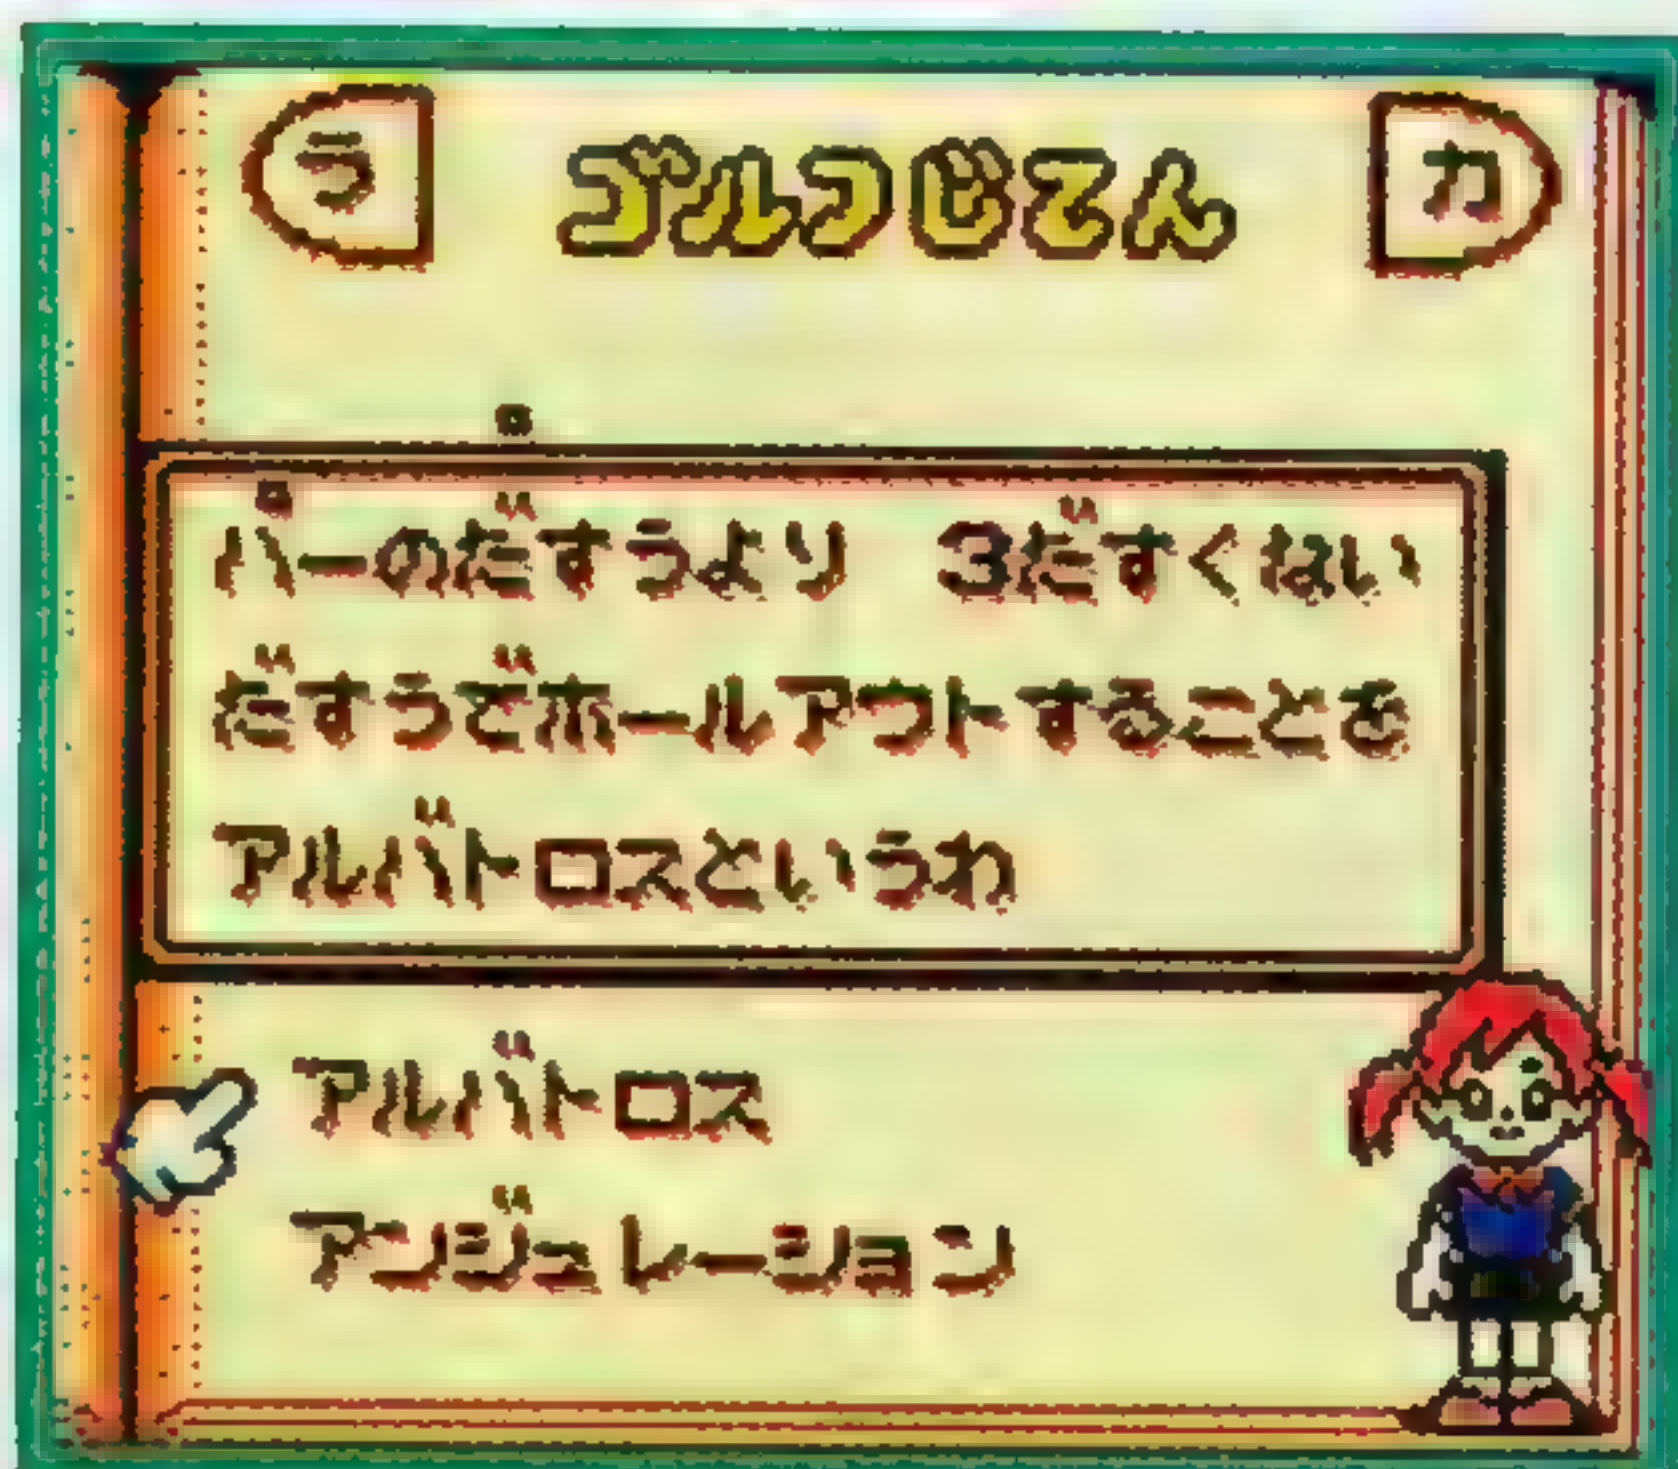 ラ ゴルフじてん カ
パーのだすうより　3だすくない
だすうでホールアウトすることを
アルバトロスというわ
アルバトロス
アンジュレーション